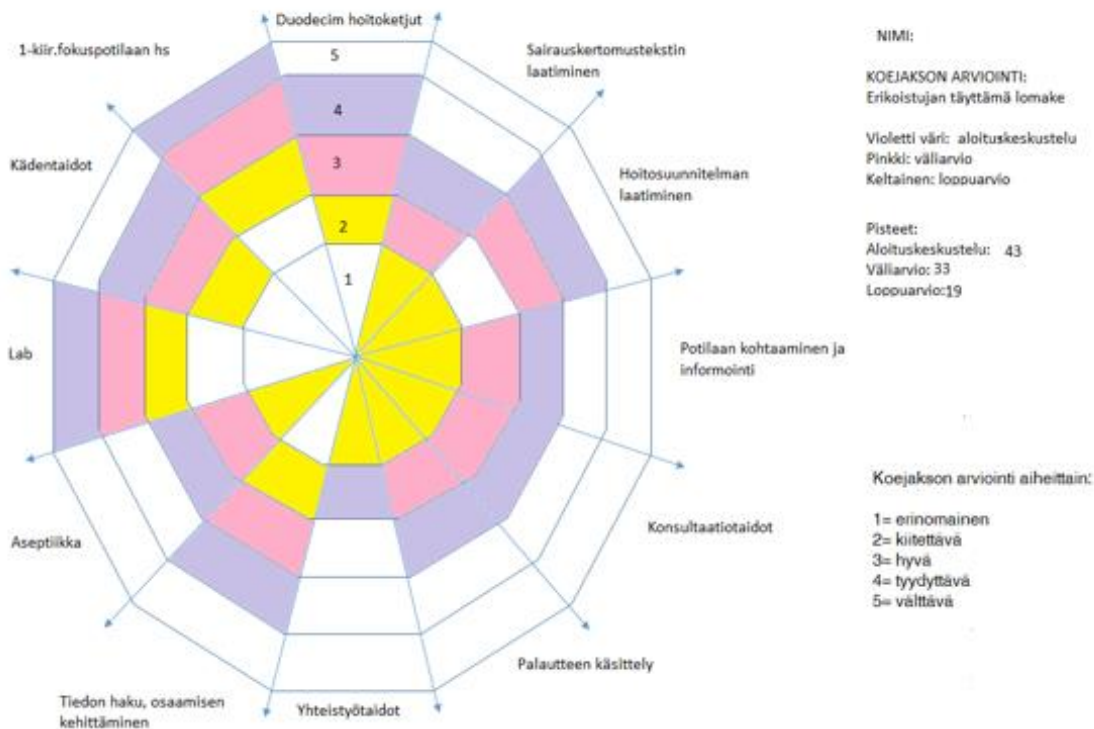 Duodecim hoitoketjut
1-kiir.fokuspotilaan hs
Sairauskertomustekstin
laatiminen
5
4
3
2
1
Kädentaidot
Hoitosuunnitelman
laatiminen
Lab
Potilaan kohtaaminen ja
informointi
Aseptiikka
Konsultaatiotaidot
Tiedon haku, osaamisen
kehittäminen
Yhteistyötaidot
Palautteen käsittely
NIMI:
KOEJAKSON ARVIOINTI:
Erikoistujan täyttämä lomake
Violetti väri: aloituskeskustelu
Pinkki: väliarvio
Keltainen: loppuarvio
Pisteet:
Aloituskeskustelu: 43
Väliarvio: 33
Loppuarvio:19
Koejakson arviointi aiheittain:
1= erinomainen
2= kiitettävä
3= hyvä
4= tyydyttävä
5= välttävä